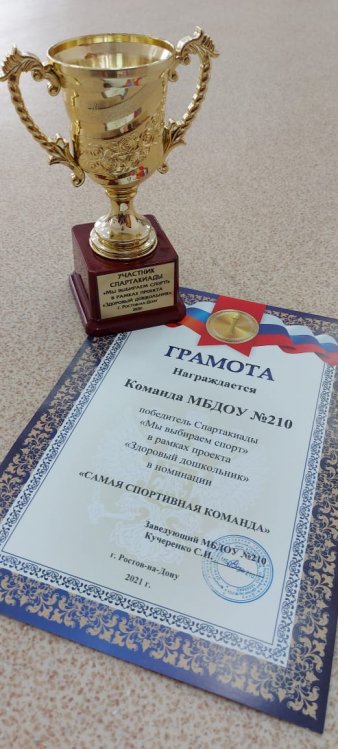 УЧАСТНИК
СПАРТАКИАДЫ
«МЫ ВЫБИРАЕМ СПОРТ»
В РАМКАХ ПРОЕКТА
«ЗДОРОВЫЙ ДОШКОЛЬНИК»
Г. РОСТОВ-НА-ДОНУ
ГРАМОТА
Награждается
Команда МБДОУ №210
победитель Спартакиады
«Мы выбираем спорт»
в рамках проекта
«Здоровый дошкольник»
в номинации
«САМАЯ СПОРТИВНАЯ КОМАНДА»
Заведующий МБДОУ №210
Кучеренко С.И.
г. Ростов-на-Дону
2021 г.